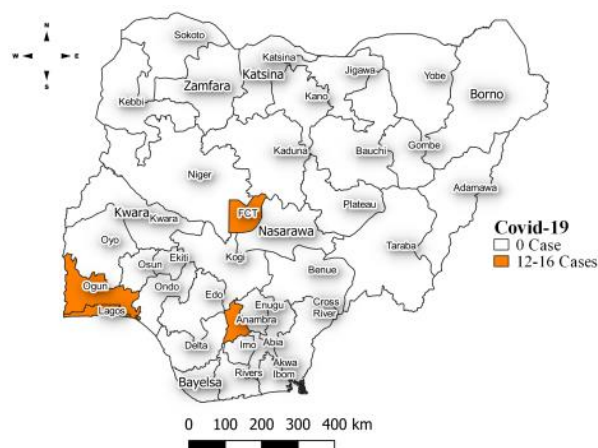 N
W
E
S
Sokoto
Katsina
Katsina
Jigawa
Yobe
Zamfara
Kano
Borno
Kebbi
Gombe
Kaduna
Bauchi
Niger
Adamawa
FCT
Plateau
Kwara
Kwara
Nasarawa
Oyo
Taraba
Kogi
Ekiti
Osun
Benue
Ogun
Ondo
Edo
Enugu
Cross
River
Lagos
Anambra
Delta
Imo
Abia
Akwa
Ibom
Rivers
Bayelsa
Covid-19
0 Case
12-16 Cases
0 100 200 300 400 km